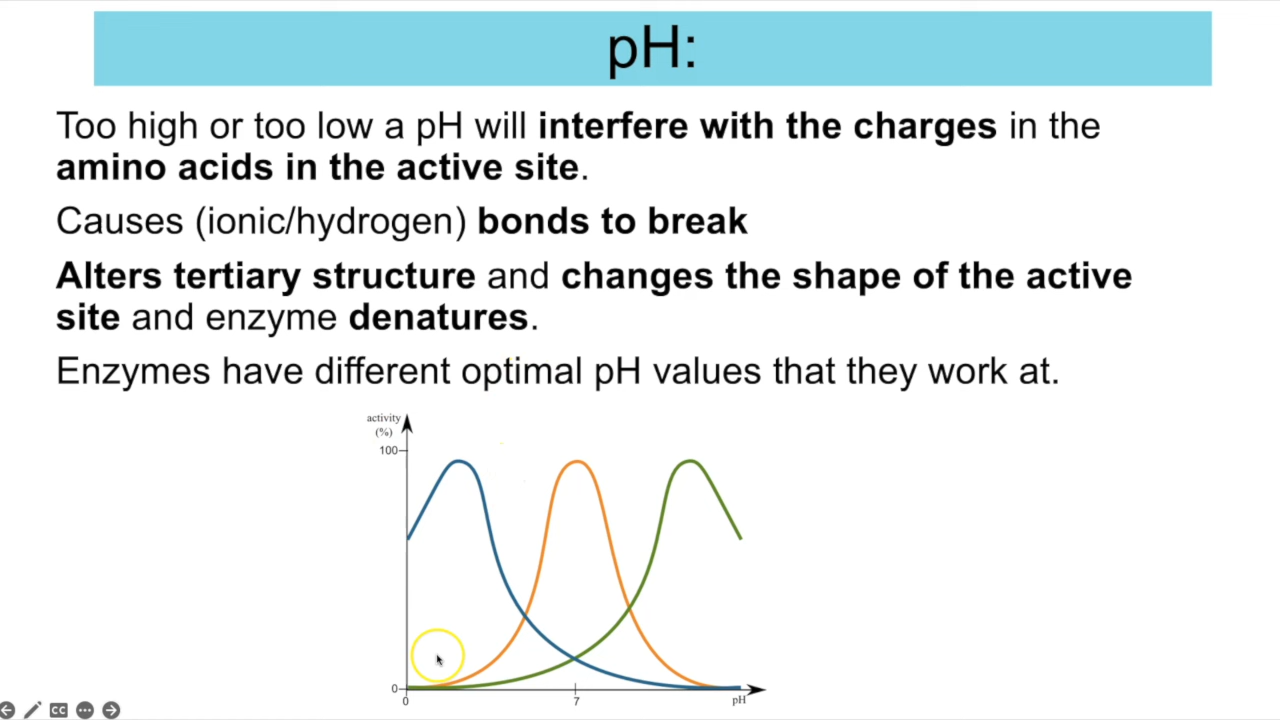 pH:
Too high or too low a pH will interfere with the charges in the
amino acids in the active site.
Causes (ionic/hydrogen) bonds to break
Alters tertiary structure and changes the shape of the active
site and enzyme denatures.
Enzymes have different optimal pH values that they work at.
activity
(%)
100
0
0
7
pH
CC